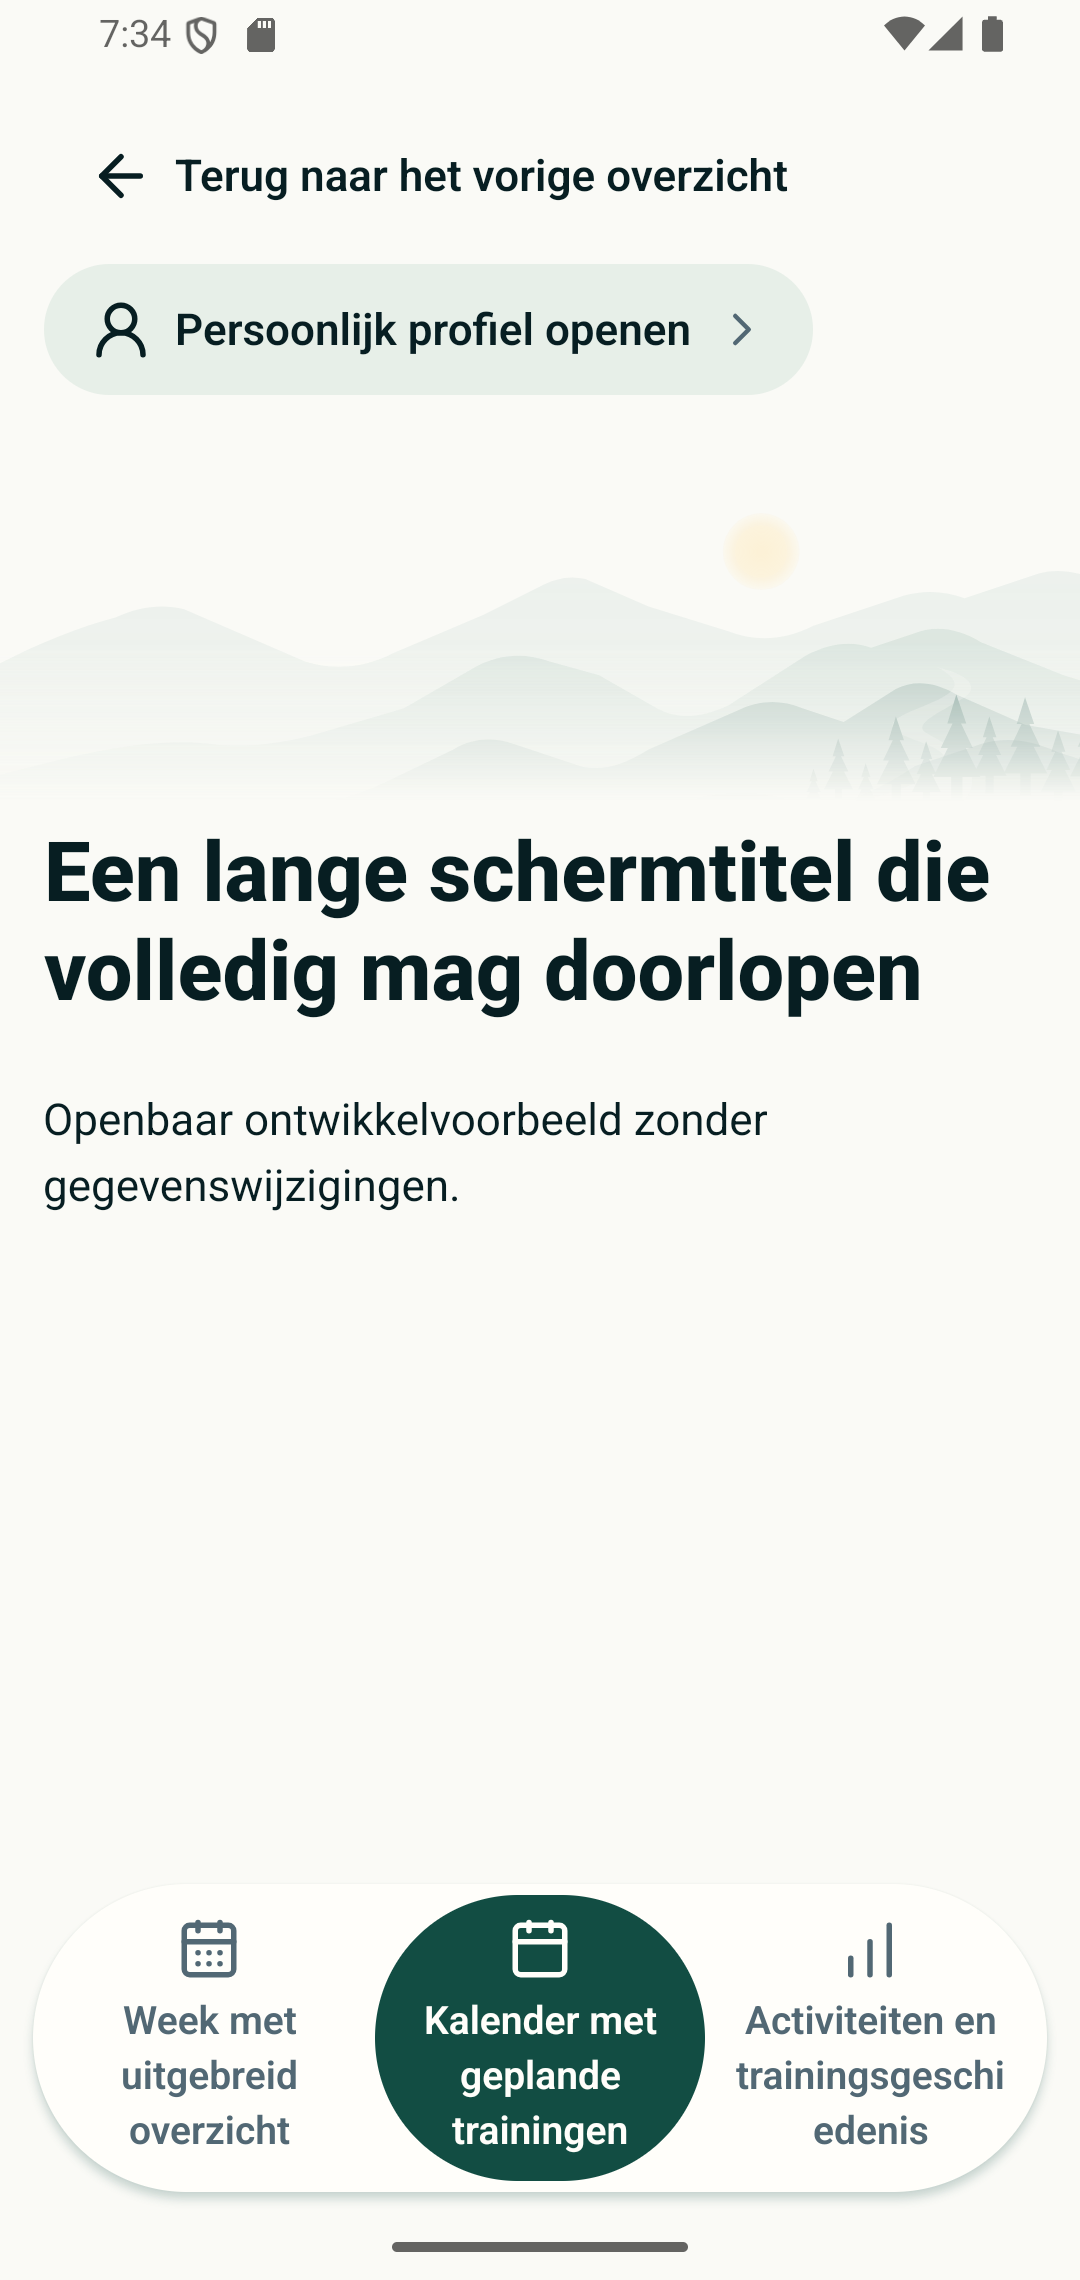 7:34
Terug naar het vorige overzicht
Persoonlijk profiel openen
Een lange schermtitel die
volledig mag doorlopen
Openbaar ontwikkelvoorbeeld zonder
gegevenswijzigingen.
Week met
uitgebreid
overzicht
Kalender met
geplande
trainingen
Activiteiten en
trainingsgeschi
edenis